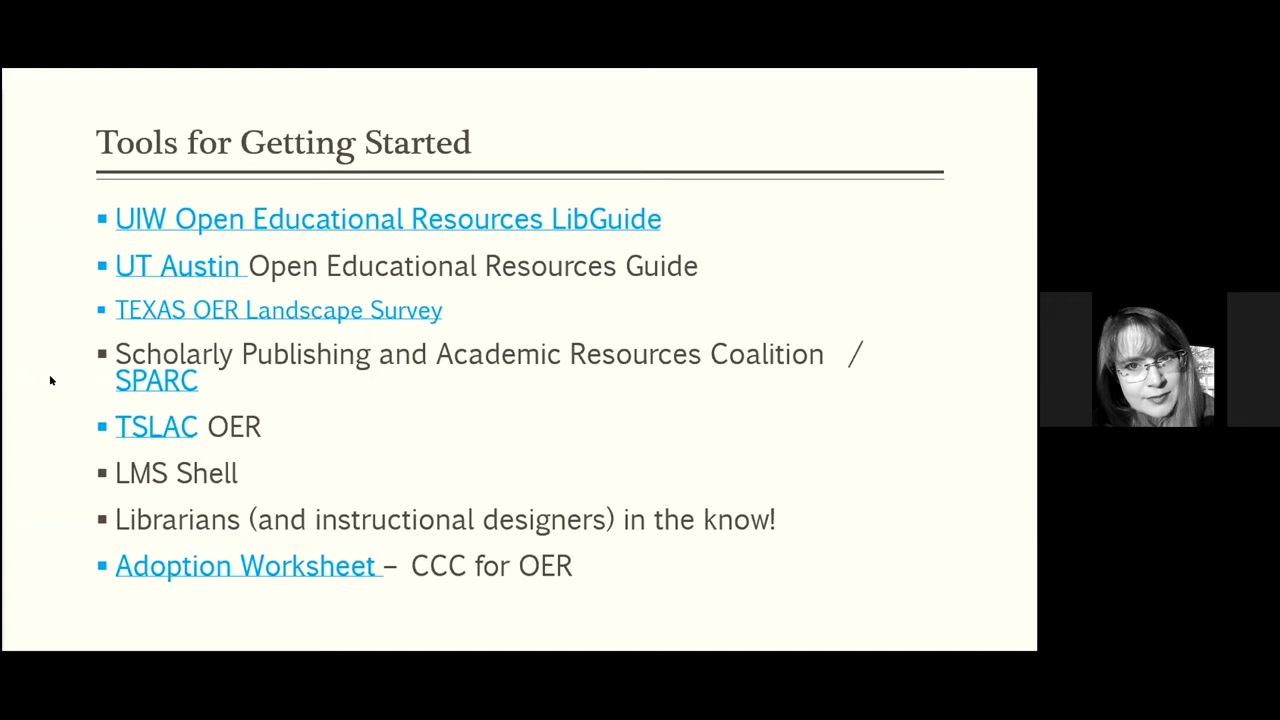 Tools for Getting Started
▪ UIW Open Educational Resources LibGuide
▪ UT Austin Open Educational Resources Guide
▪ TEXAS OER Landscape Survey
▪ Scholarly Publishing and Academic Resources Coalition /
SPARC
▪ TSLAC OER
▪ LMS Shell
▪ Librarians (and instructional designers) in the know!
▪ Adoption Worksheet – CCC for OER